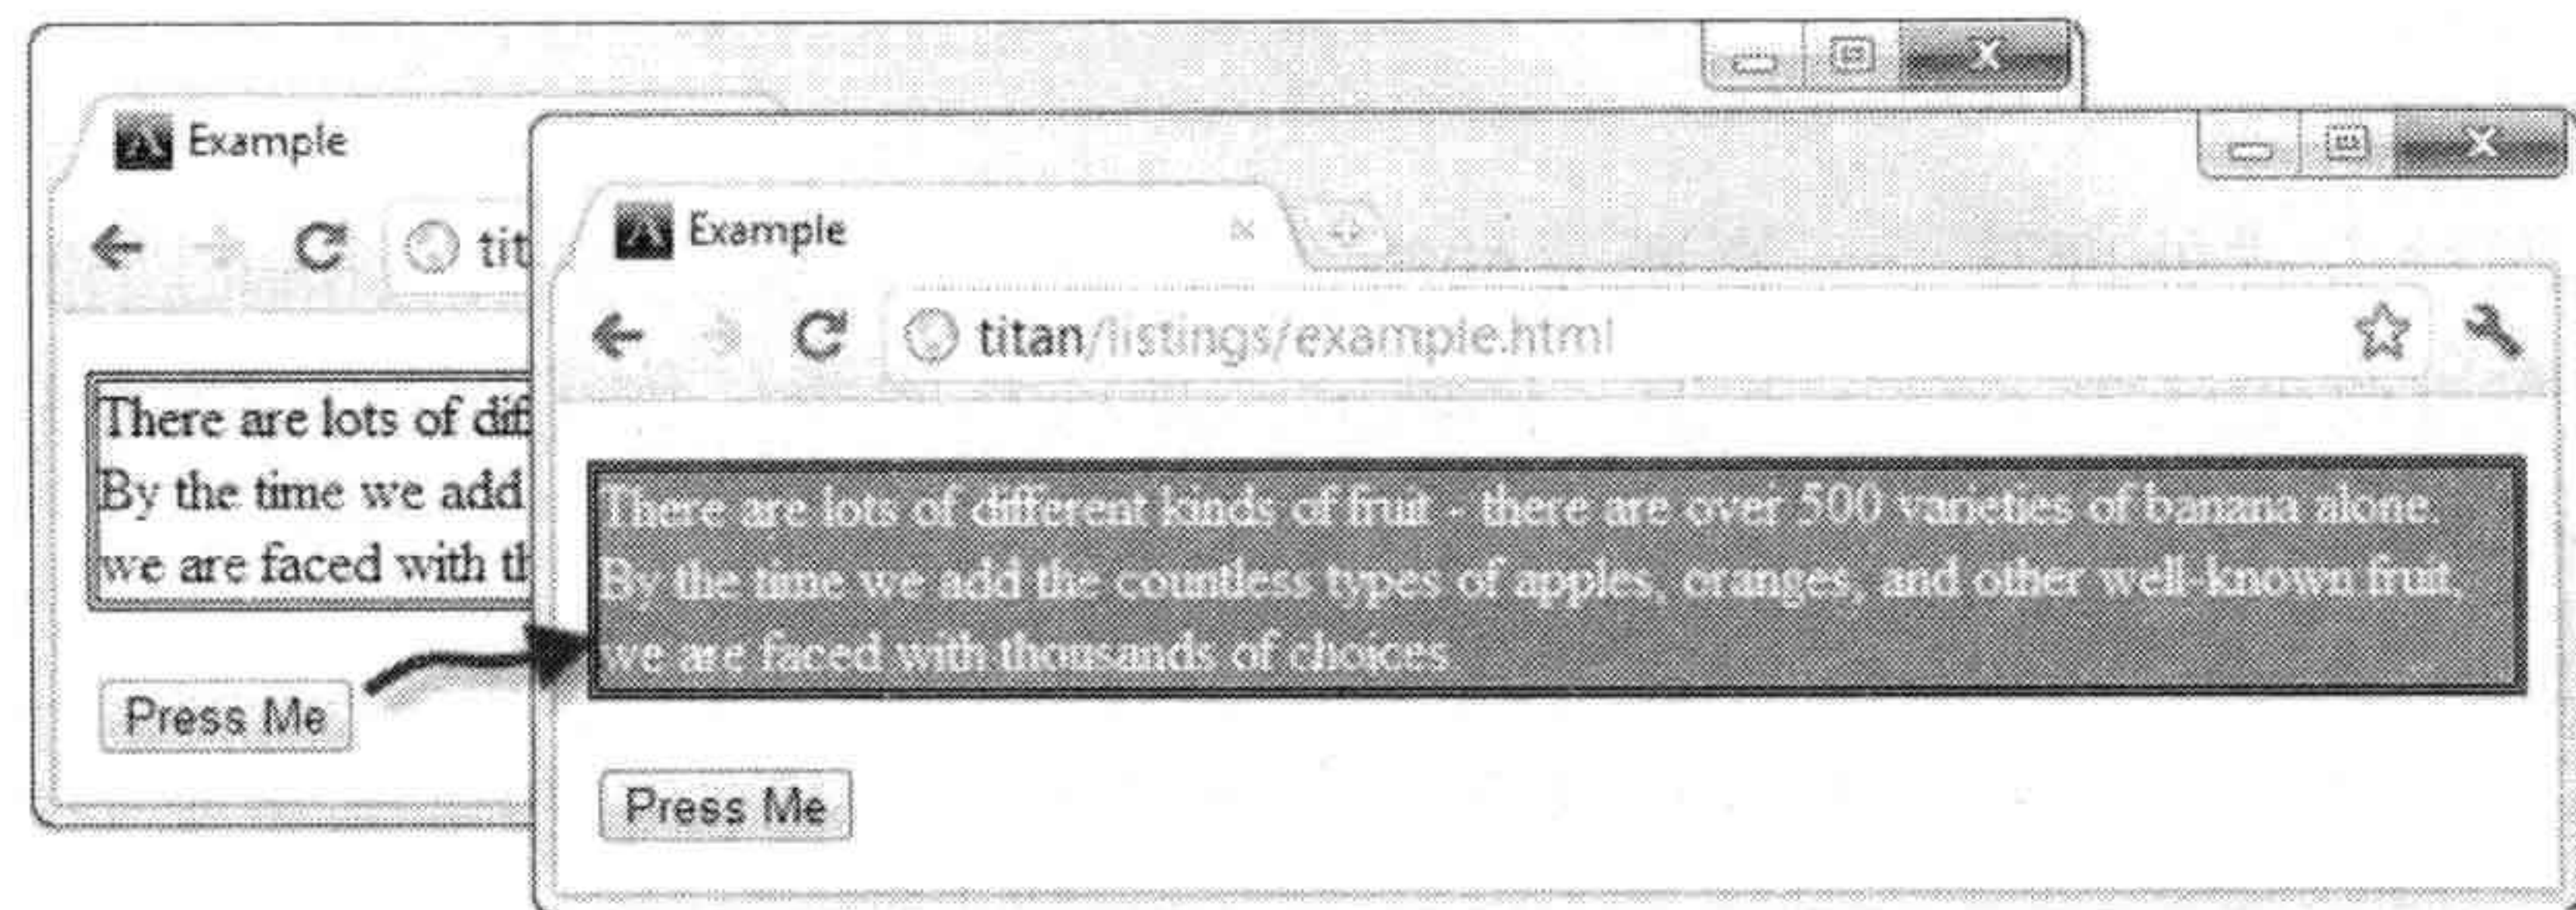 Example
tit
There are lots of dif
By the time we add
we are faced with th
Press Me
Example
titan/listings/example.html
There are lots of different kinds of fruit - there are over 500 varieties of banana alone.
By the time we add the countless types of apples, oranges, and other well-known fruit,
we are faced with thousands of choices.
Press Me